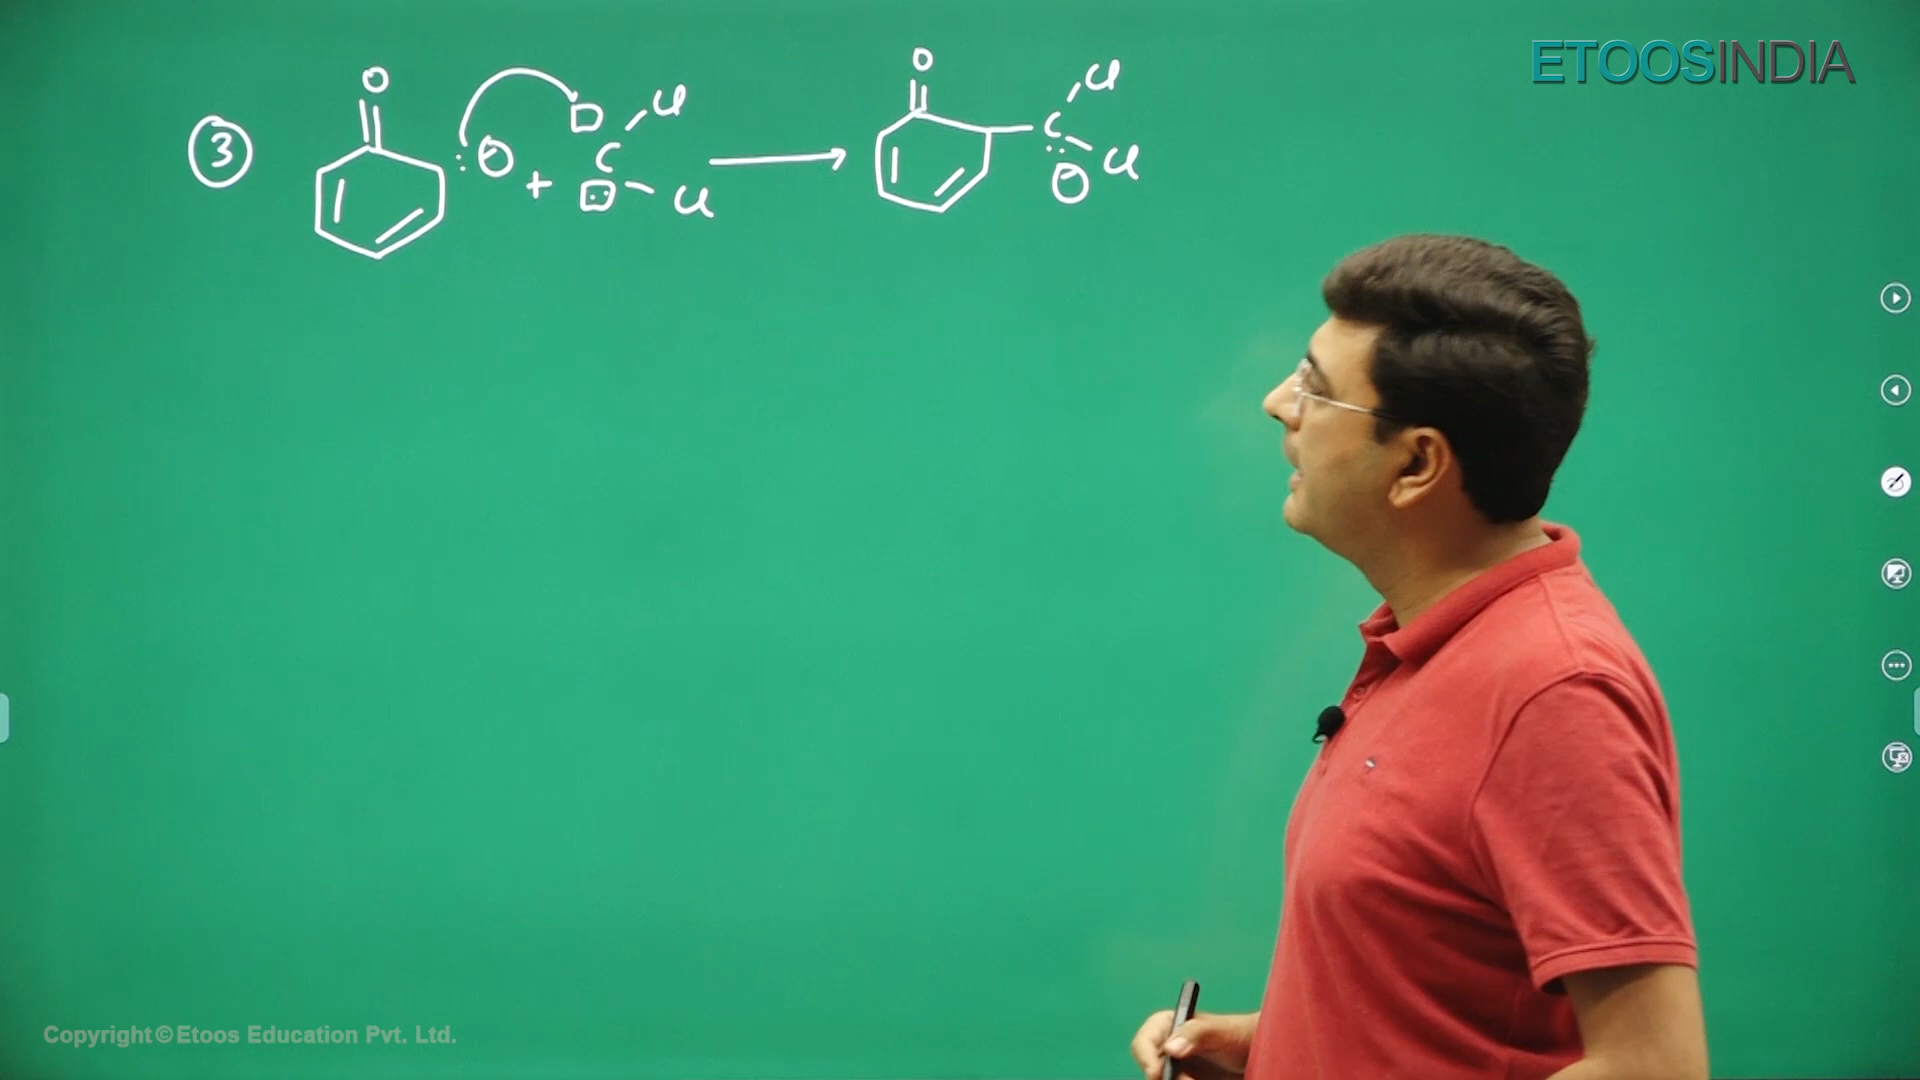 ETOOSINDIA
O O Cl Cl
3 : ⊖ + C Cl → C Cl
Cl ⊖
Copyright © Etoos Education Pvt. Ltd.